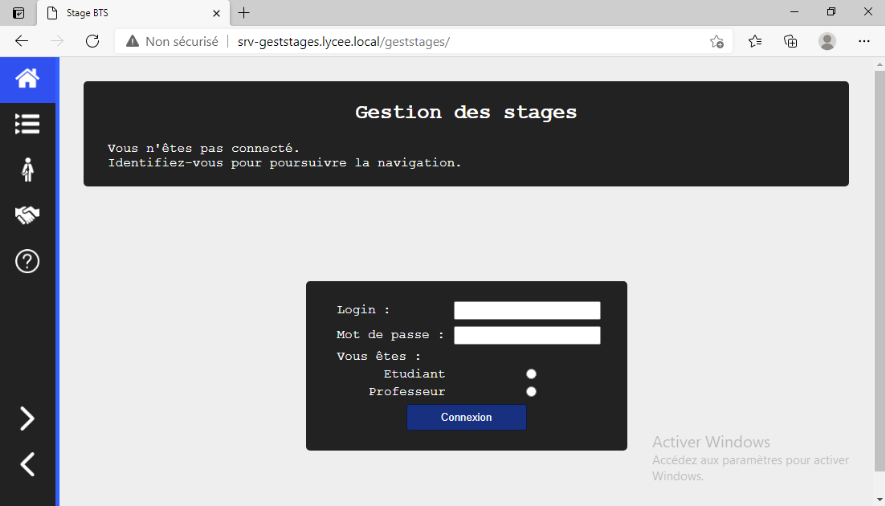 Stage BTS
Non sécurisé | srv-geststages.lycee.local/geststages/
Gestion des stages
Vous n'êtes pas connecté.
Identifiez-vous pour poursuivre la navigation.
Login :
Mot de passe :
Vous êtes :
Etudiant
Professeur
Connexion
Activer Windows
Accédez aux paramètres pour activer
Windows.